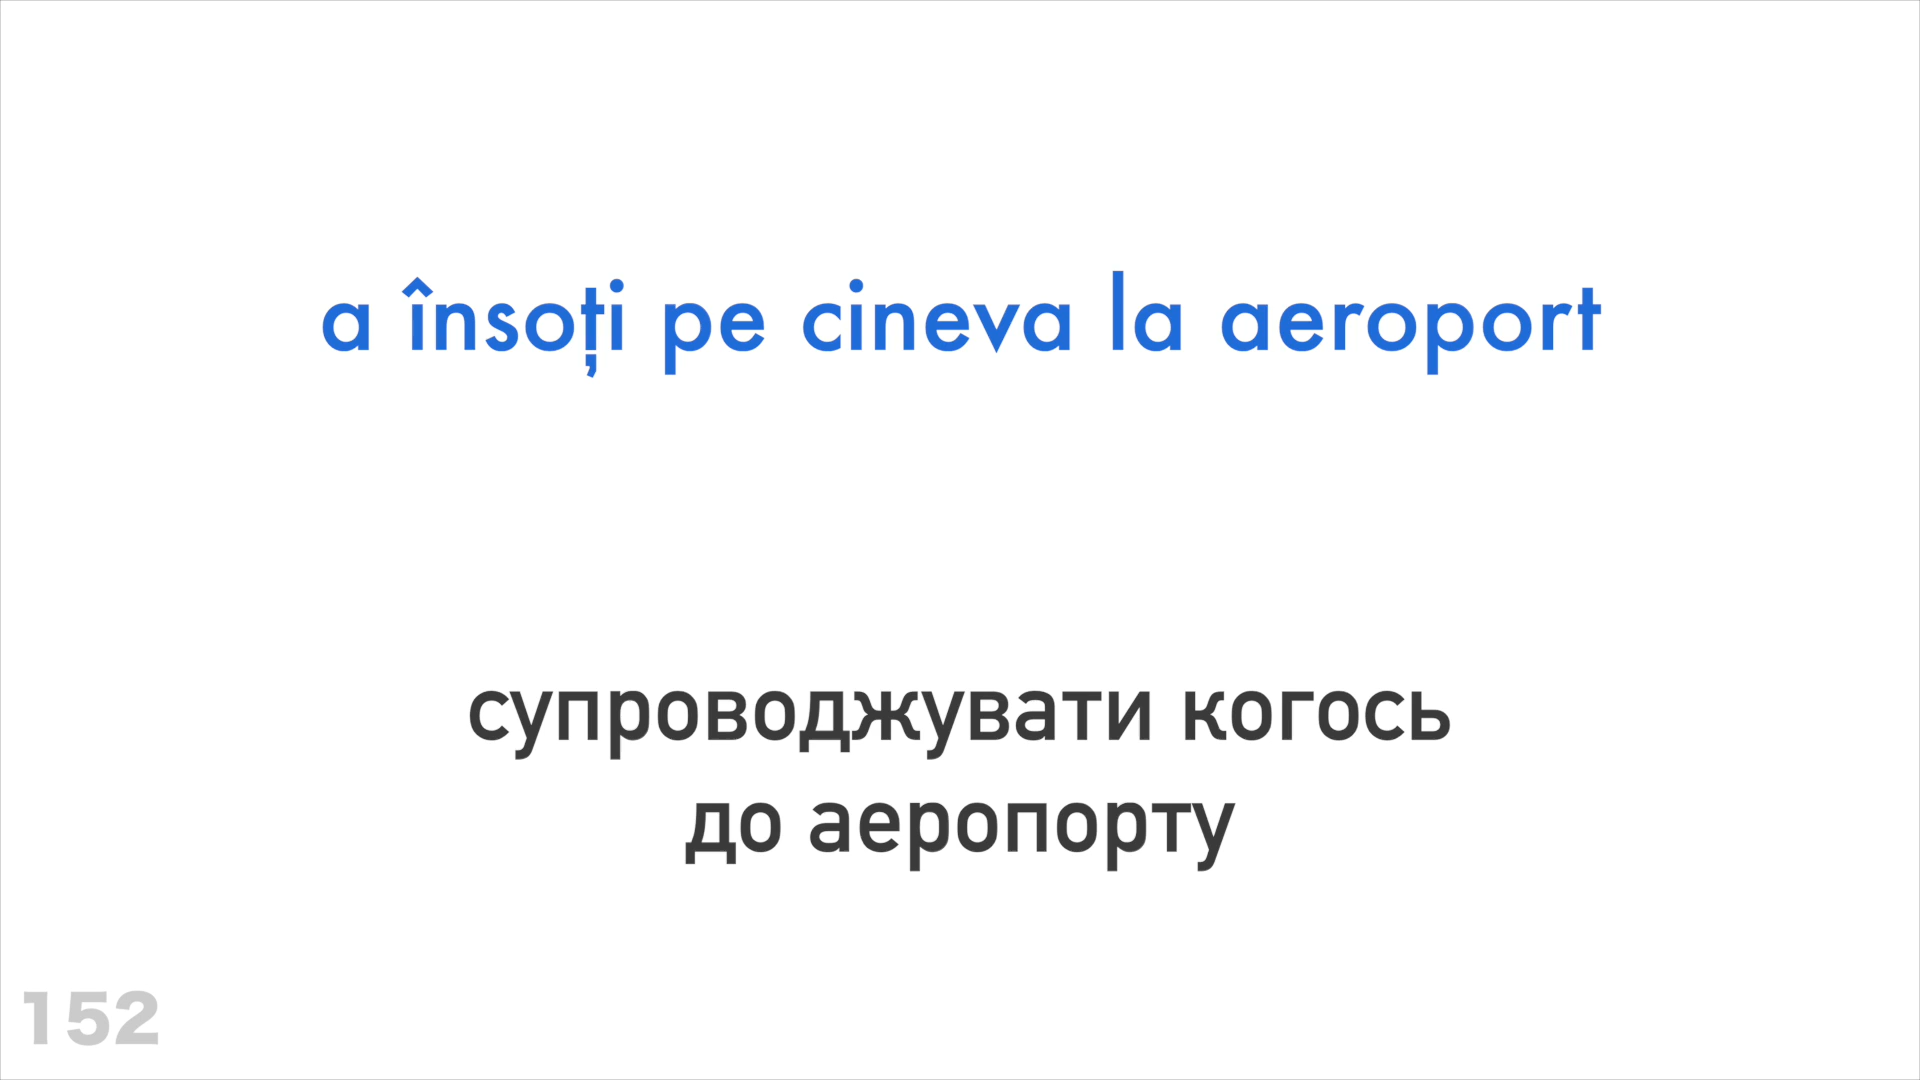 a însoți pe cineva la aeroport
супроводжувати когось
до аеропорту
152